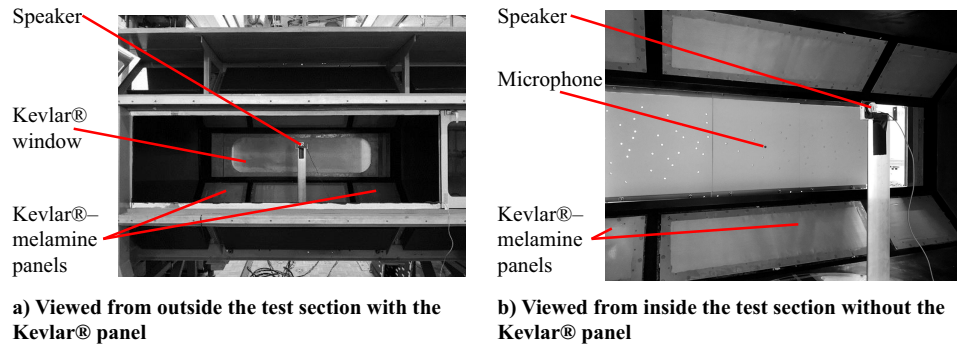 Speaker
Kevlar®
window
Kevlar®–
melamine
panels
a) Viewed from outside the test section with the
Kevlar® panel
Speaker
Microphone
Kevlar®–
melamine
panels
b) Viewed from inside the test section without the
Kevlar® panel